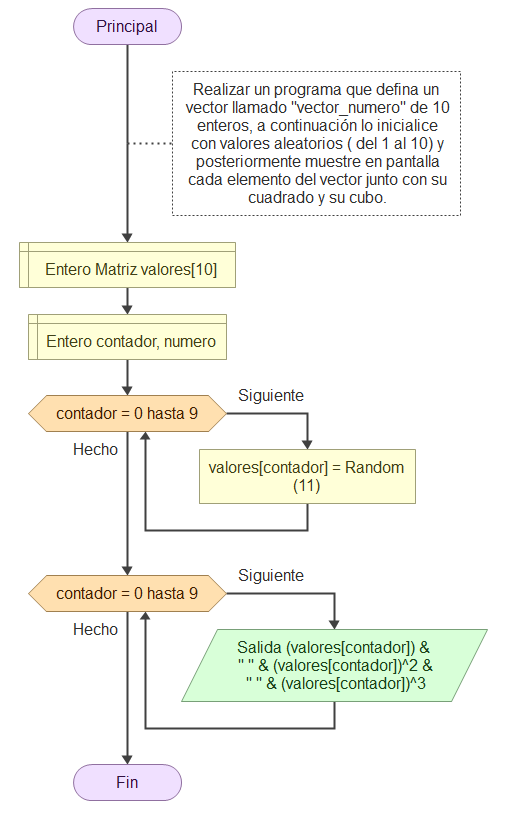 Principal
Realizar un programa que defina un
vector llamado "vector_numero" de 10
enteros, a continuación lo inicialice
con valores aleatorios ( del 1 al 10) y
posteriormente muestre en pantalla
cada elemento del vector junto con su
cuadrado y su cubo.
Entero Matriz valores[10]
Entero contador, numero
contador = 0 hasta 9
Siguiente
Hecho
valores[contador] = Random
(11)
contador = 0 hasta 9
Siguiente
Hecho
Salida (valores[contador]) &
" " & (valores[contador])^2 &
" " & (valores[contador])^3
Fin